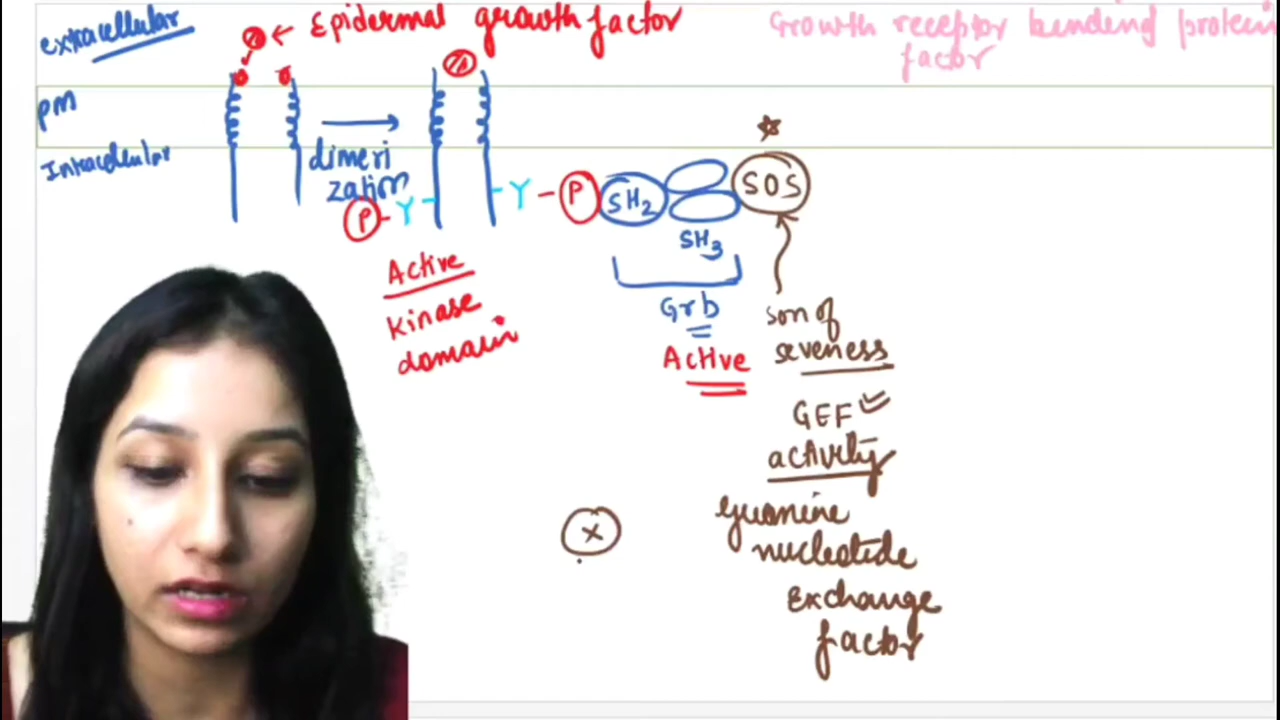 extracellular
Epidermal growth factor
Growth receptor binding protein
factor
PM
Intracellular
dimeri
zation
P - Y
Y - P
SH2
SH3
SOS
Grb
Active
Active
kinase
domain
son of
seveness
GEF
activity
guanine
nucleotide
Exchange
factor
X